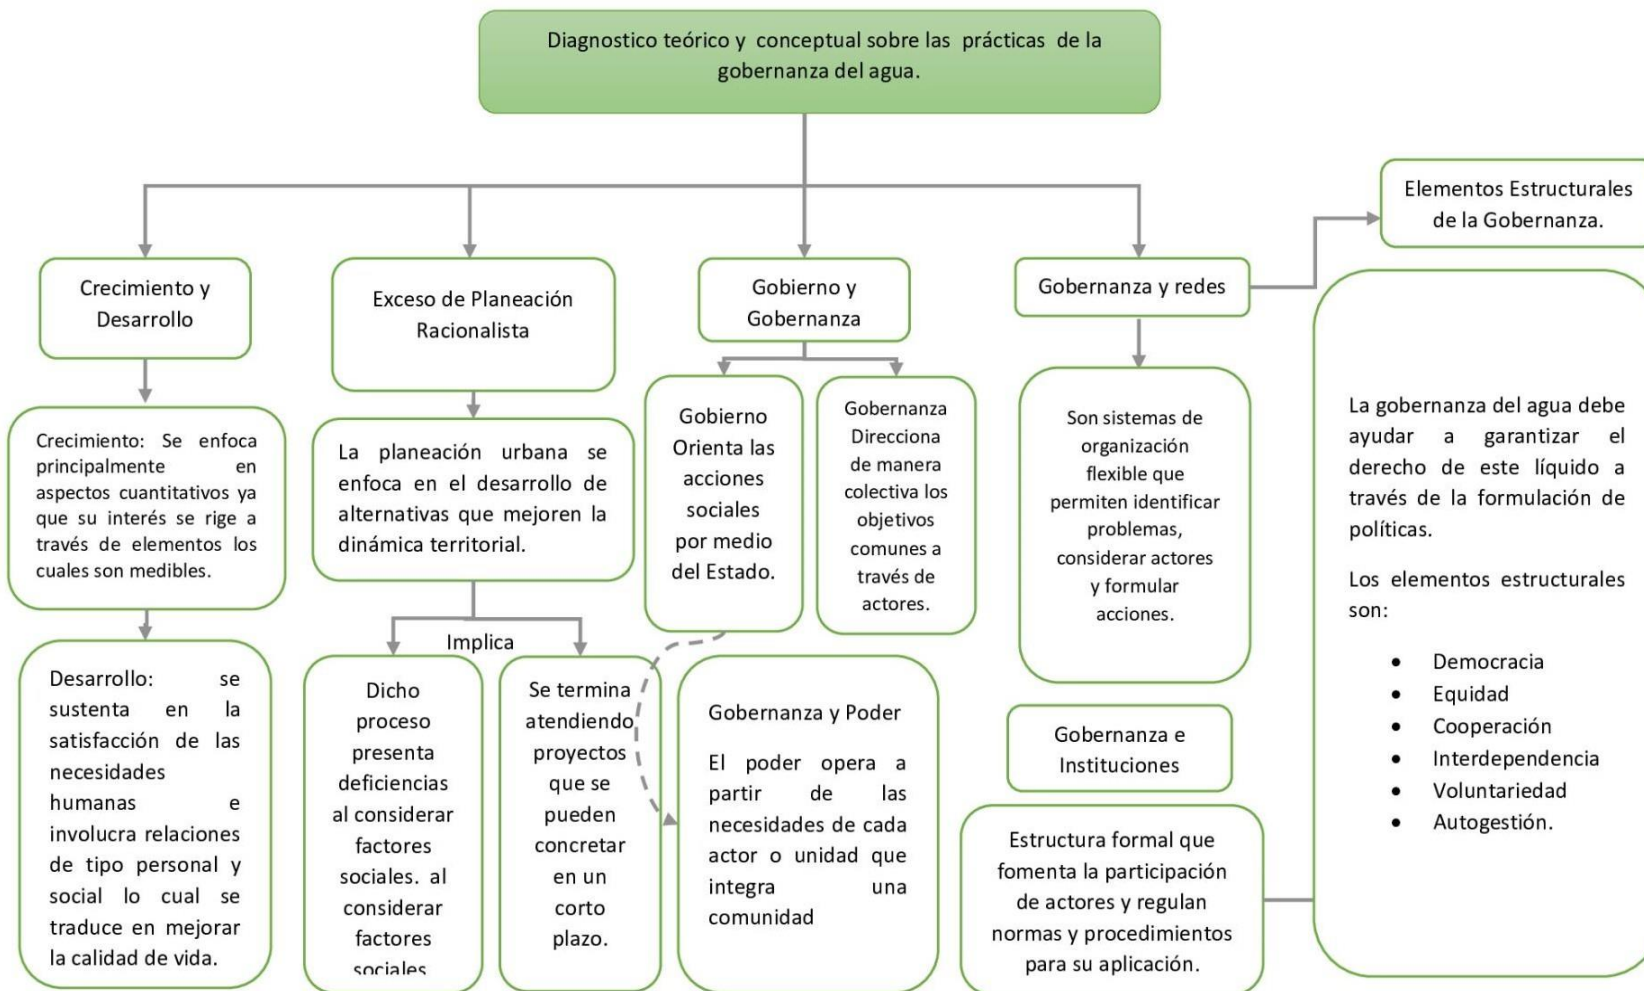 Diagnostico teórico y conceptual sobre las prácticas de la
gobernanza del agua.
Elementos Estructurales
de la Gobernanza.
Crecimiento y
Desarrollo
Exceso de Planeación
Racionalista
Gobierno y
Gobernanza
Gobernanza y redes
Crecimiento: Se enfoca
principalmente en
aspectos cuantitativos ya
que su interés se rige a
través de elementos los
cuales son medibles.
Desarrollo: se
sustenta en la
satisfacción de las
necesidades
humanas e
involucra relaciones
de tipo personal y
social lo cual se
traduce en mejorar
la calidad de vida.
La planeación urbana se
enfoca en el desarrollo de
alternativas que mejoren la
dinámica territorial.
Implica
Dicho
proceso
presenta
deficiencias
al considerar
factores
sociales. al
considerar
factores
sociales
Se termina
atendiendo
proyectos
que se
pueden
concretar
en un
corto
plazo.
Gobierno
Orienta las
acciones
sociales
por medio
del Estado.
Gobernanza
Direcciona
de manera
colectiva los
objetivos
comunes a
través de
actores.
Gobernanza y Poder
El poder opera a
partir de las
necesidades de cada
actor o unidad que
integra una
comunidad
Son sistemas de
organización
flexible que
permiten identificar
problemas,
considerar actores
y formular
acciones.
Gobernanza e
Instituciones
Estructura formal que
fomenta la participación
de actores y regulan
normas y procedimientos
para su aplicación.
La gobernanza del agua debe
ayudar a garantizar el
derecho de este líquido a
través de la formulación de
políticas.
Los elementos estructurales
son:
• Democracia
• Equidad
• Cooperación
• Interdependencia
• Voluntariedad
• Autogestión.